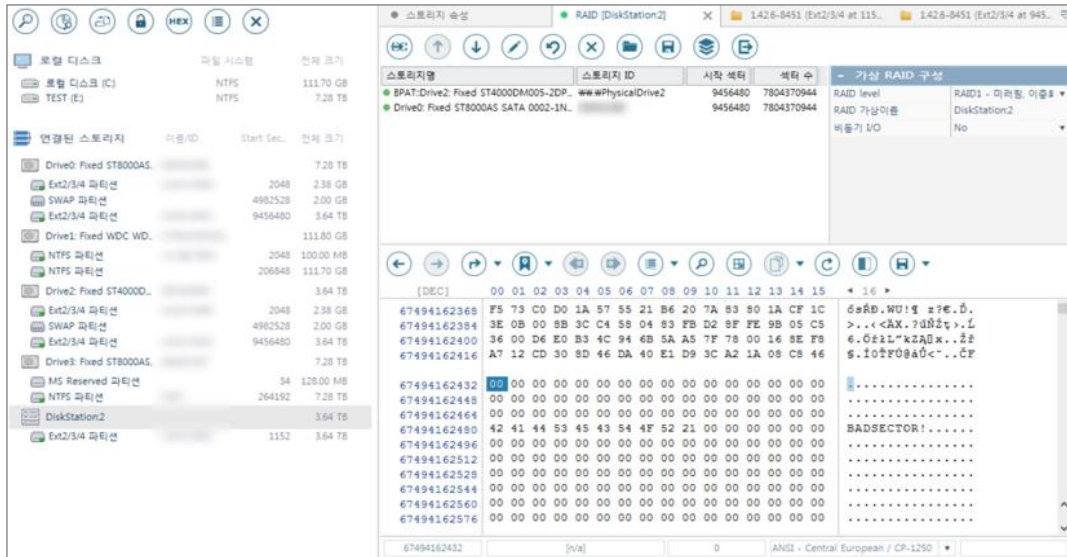 HEX
로컬 디스크 파일 시스템 전체 크기
로컬 디스크 (C) NTFS 111.70 GB
TEST (E:) NTFS 7.28 TB
연결된 스토리지 이름/ID Start Sec. 전체 크기
Drive0: Fixed ST8000AS. 7.28 TB
Ext2/3/4 파티션 2048 2.38 GB
SWAP 파티션 4982528 2.00 GB
Ext2/3/4 파티션 9456480 3.64 TB
Drive1: Fixed WDC WD. 111.80 GB
NTFS 파티션 2048 100.00 MB
NTFS 파티션 206848 111.70 GB
Drive2: Fixed ST4000D.. 3.64 TB
Ext2/3/4 파티션 2048 2.38 GB
SWAP 파티션 4982528 2.00 GB
Ext2/3/4 파티션 9456480 3.64 TB
Drive3: Fixed ST8000AS. 7.28 TB
MS Reserved 파티션 34 128.00 MB
NTFS 파티션 264192 7.28 TB
DiskStation:2 3.64 TB
Ext2/3/4 파티션 1152 3.64 TB
스토리지 속성
RAID [DiskStation:2]
1.42.6-8451 (Ext2/3/4 at 115..
1.42.6-8451 (Ext2/3/4 at 945..
스토리지명 스토리지 ID 시작 섹터 섹터 수
BPAT:Drive2: Fixed ST4000DM005-2DP.. 9456480 7804370944
Drive0: Fixed ST8000AS SATA 0002-1N.. 9456480 7804370944
- 가상 RAID 구성
RAID level RAID1 - 미러링, 이중화
RAID 가상이름 DiskStation:2
비동기 I/O No
[DEC] 00 01 02 03 04 05 06 07 08 09 10 11 12 13 14 15 16
67494162368 F5 73 C0 D0 1A 57 55 21 B6 20 7A 83 80 1A CF 1C
67494162384 3E 0B 00 8B 3C C4 58 04 83 FB D2 8F FE 9B 05 C5
67494162400 36 00 D6 E0 B3 4C 94 6B 5A A5 7F 78 00 16 8E F8
67494162416 A7 12 CD 30 8D 46 DA 40 E1 D9 3C A2 1A 08 C8 46
67494162432 00 00 00 00 00 00 00 00 00 00 00 00 00 00 00 00 ................
67494162448 00 00 00 00 00 00 00 00 00 00 00 00 00 00 00 00 ................
67494162464 00 00 00 00 00 00 00 00 00 00 00 00 00 00 00 00 ................
67494162480 42 41 44 53 45 43 54 4F 52 21 00 00 00 00 00 00 BADSECTOR!......
67494162496 00 00 00 00 00 00 00 00 00 00 00 00 00 00 00 00 ................
67494162512 00 00 00 00 00 00 00 00 00 00 00 00 00 00 00 00 ................
67494162528 00 00 00 00 00 00 00 00 00 00 00 00 00 00 00 00 ................
67494162544 00 00 00 00 00 00 00 00 00 00 00 00 00 00 00 00 ................
67494162560 00 00 00 00 00 00 00 00 00 00 00 00 00 00 00 00 ................
67494162576 00 00 00 00 00 00 00 00 00 00 00 00 00 00 00 00 ................
67494162432 [n/a] 0 ANSI - Central European / CP-1250